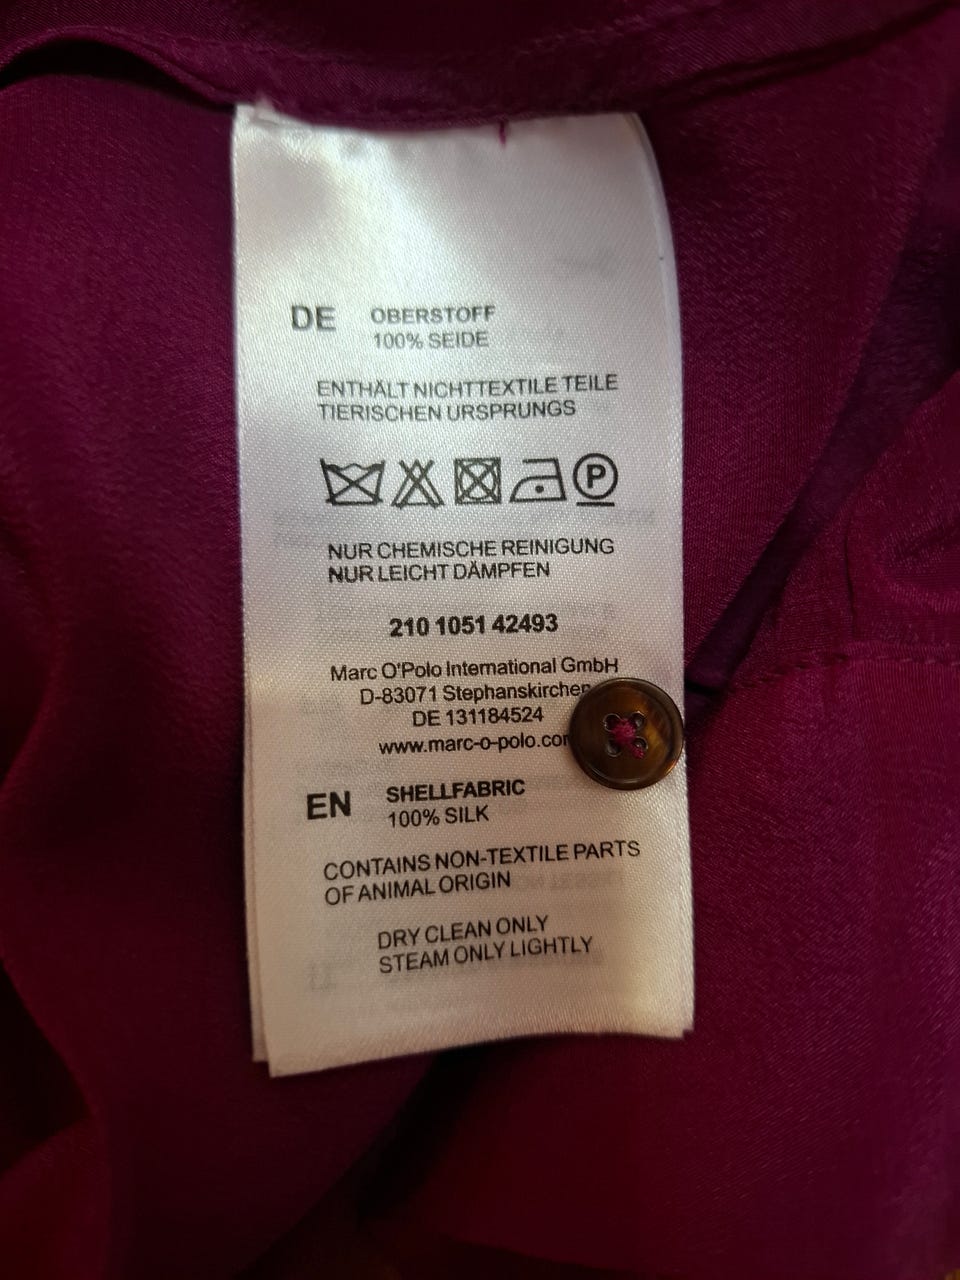 DE OBERSTOFF
100% SEIDE
ENTHÄLT NICHTTEXTILE TEILE
TIERISCHEN URSPRUNGS
P
NUR CHEMISCHE REINIGUNG
NUR LEICHT DÄMPFEN
210 1051 42493
Marc O'Polo International GmbH
D-83071 Stephanskirchen
DE 131184524
www.marc-o-polo.com
EN SHELLFABRIC
100% SILK
CONTAINS NON-TEXTILE PARTS
OF ANIMAL ORIGIN
DRY CLEAN ONLY
STEAM ONLY LIGHTLY